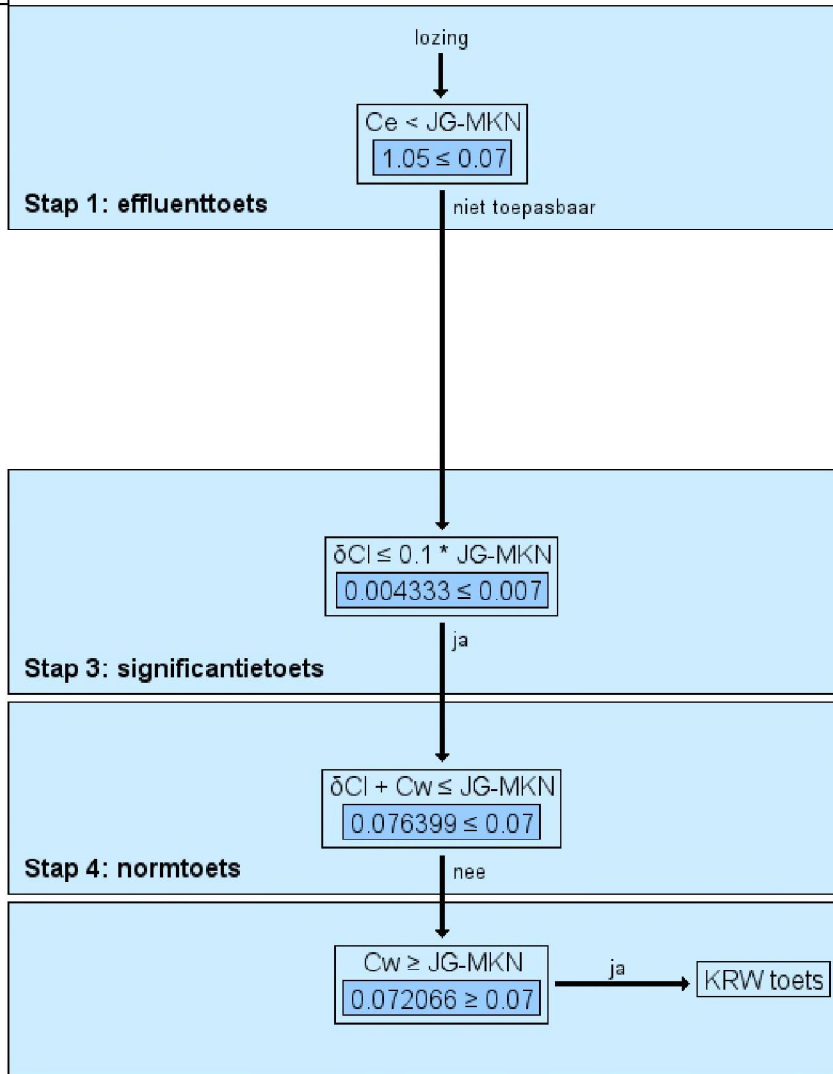 lozing
Ce < JG-MKN
1.05 ≤ 0.07
Stap 1: effluenttoets
niet toepasbaar
δCl ≤ 0.1 * JG-MKN
0.004333 ≤ 0.007
ja
Stap 3: significantietoets
δCl + Cw ≤ JG-MKN
0.076399 ≤ 0.07
Stap 4: normtoets
nee
Cw ≥ JG-MKN
0.072066 ≥ 0.07
ja
KRW toets